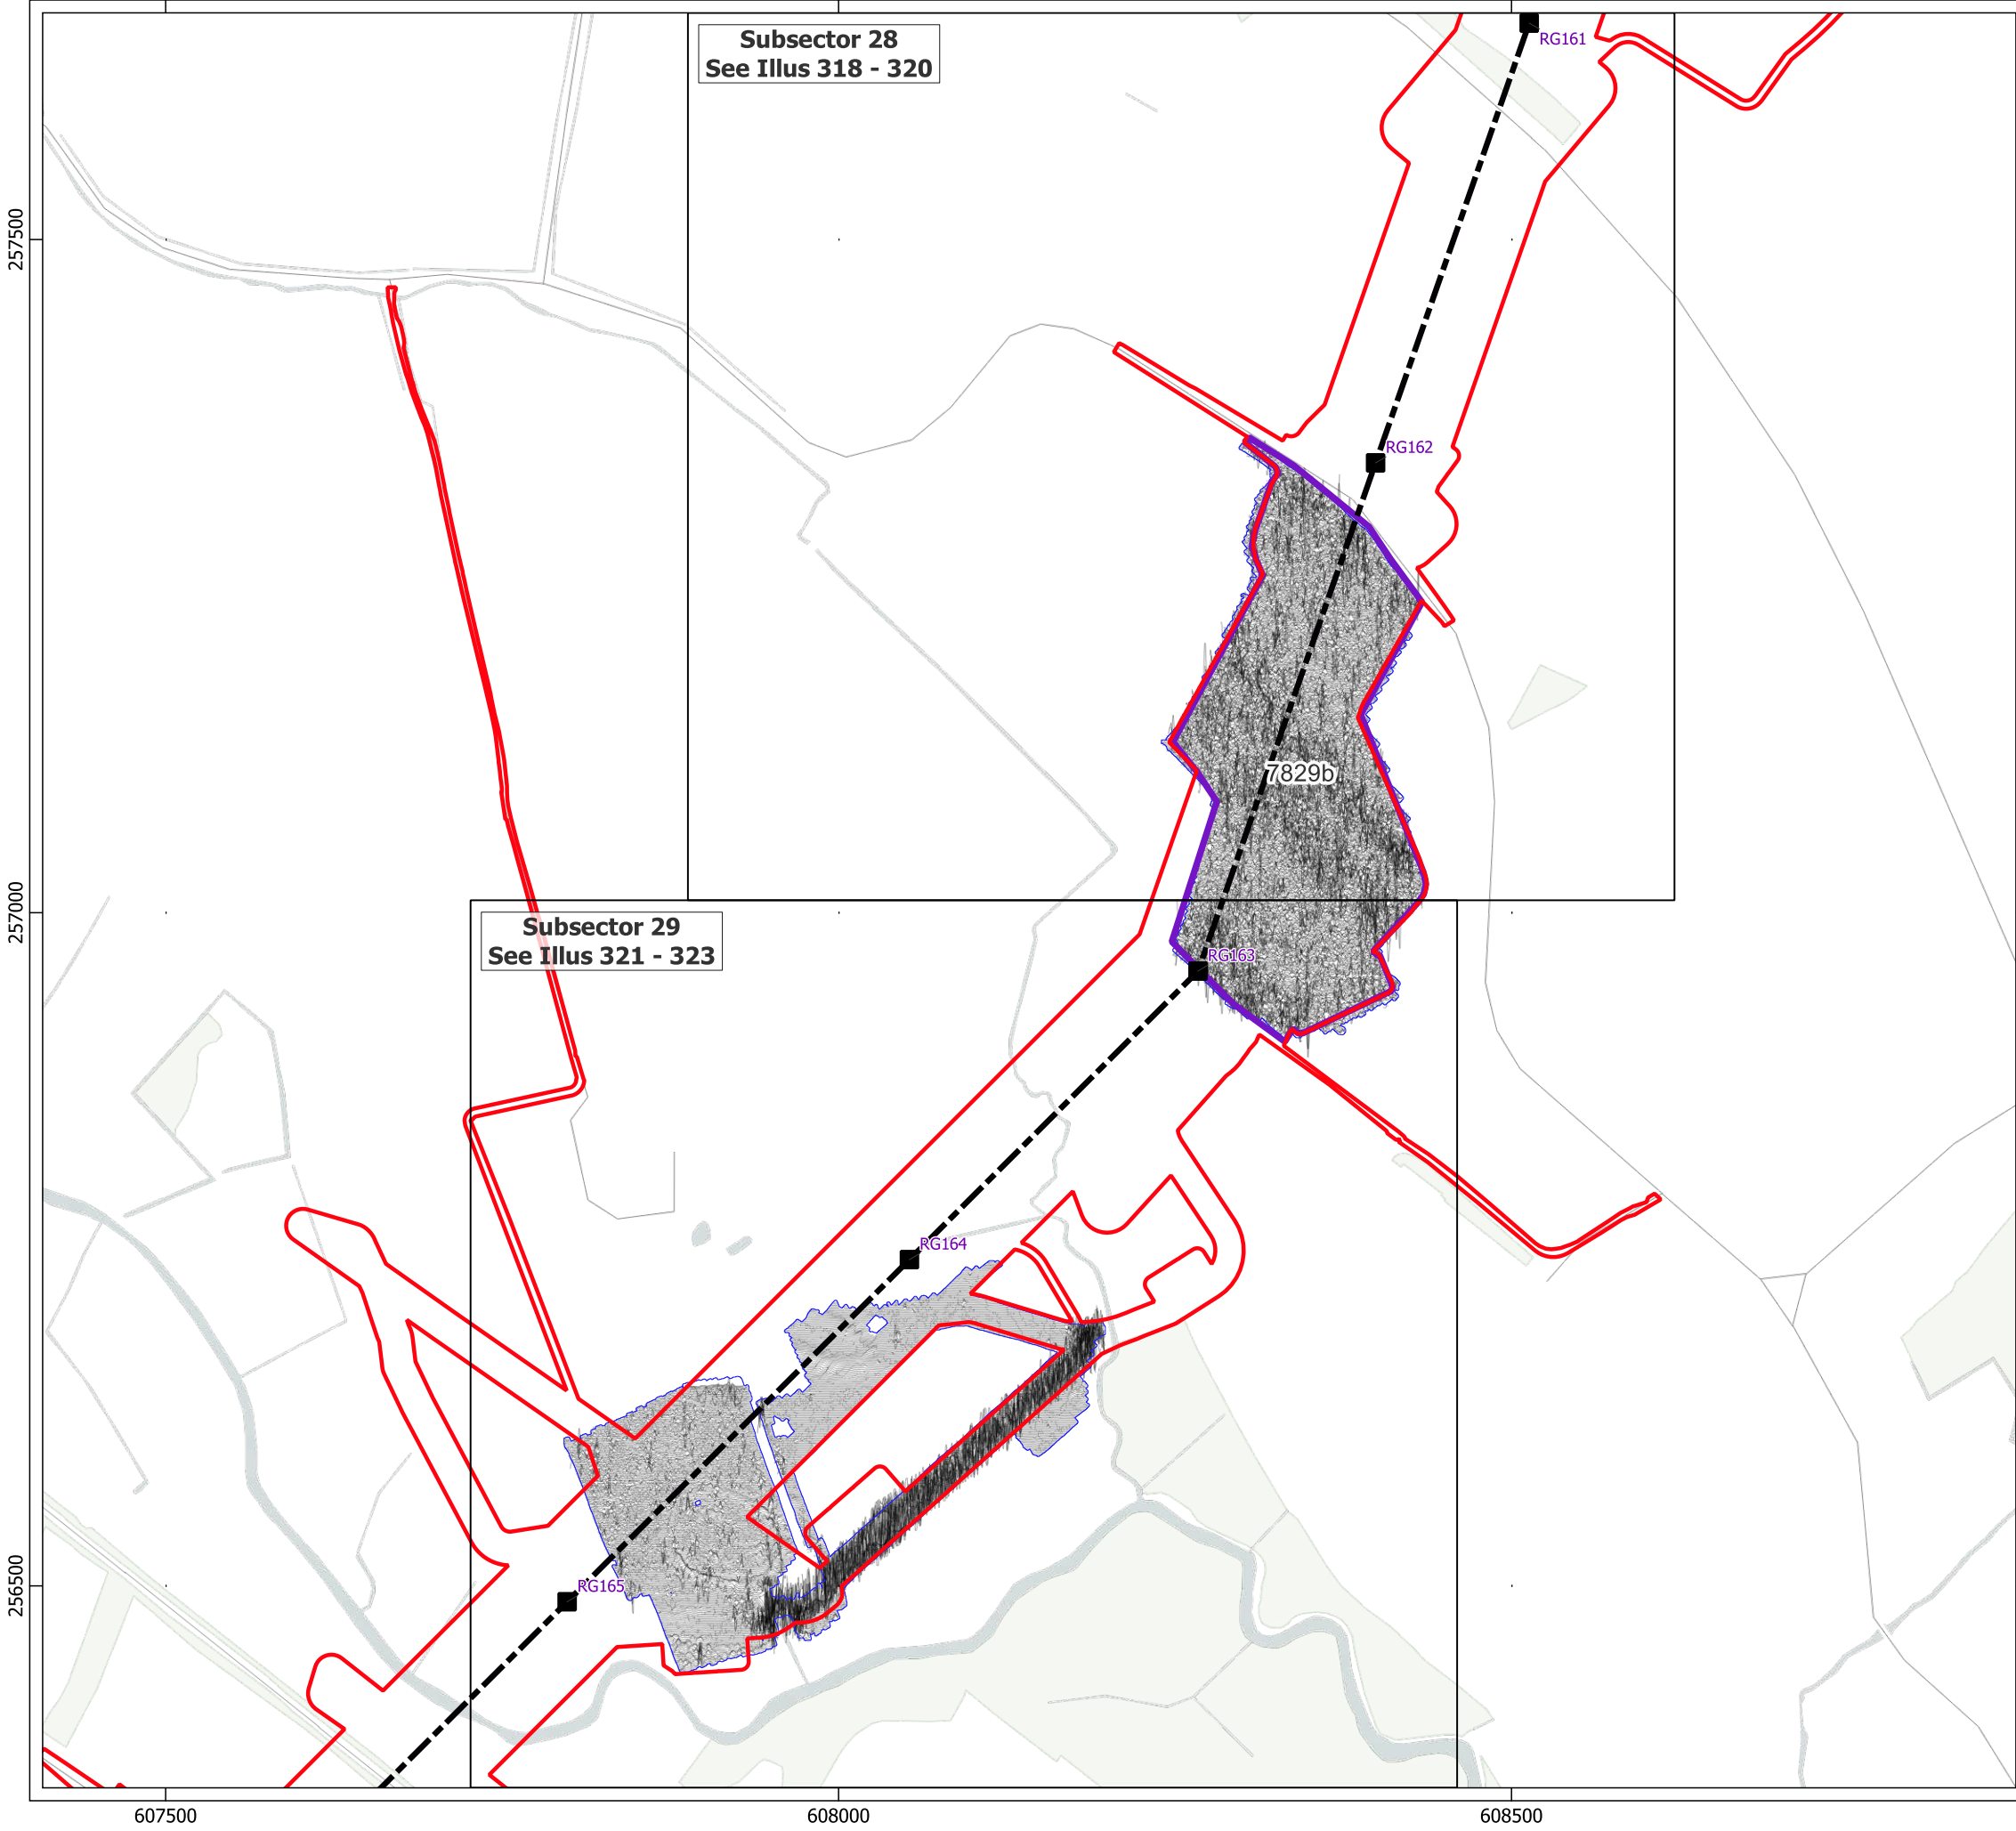 Subsector 28
See Illus 318 - 320
RG161
257500
RG162
7829b
257000
Subsector 29
See Illus 321 - 323
RG163
RG164
256500
RG165
607500
608000
608500